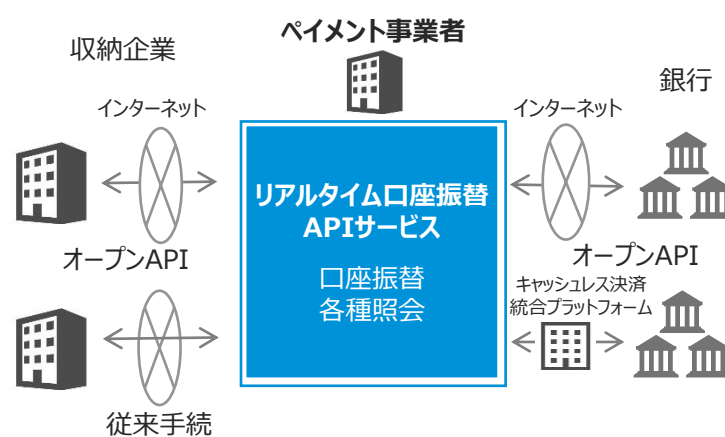 ペイメント事業者
収納企業
銀行
インターネット
インターネット
リアルタイム口座振替
APIサービス
口座振替
各種照会
オープンAPI
オープンAPI
キャッシュレス決済
統合プラットフォーム
従来手続